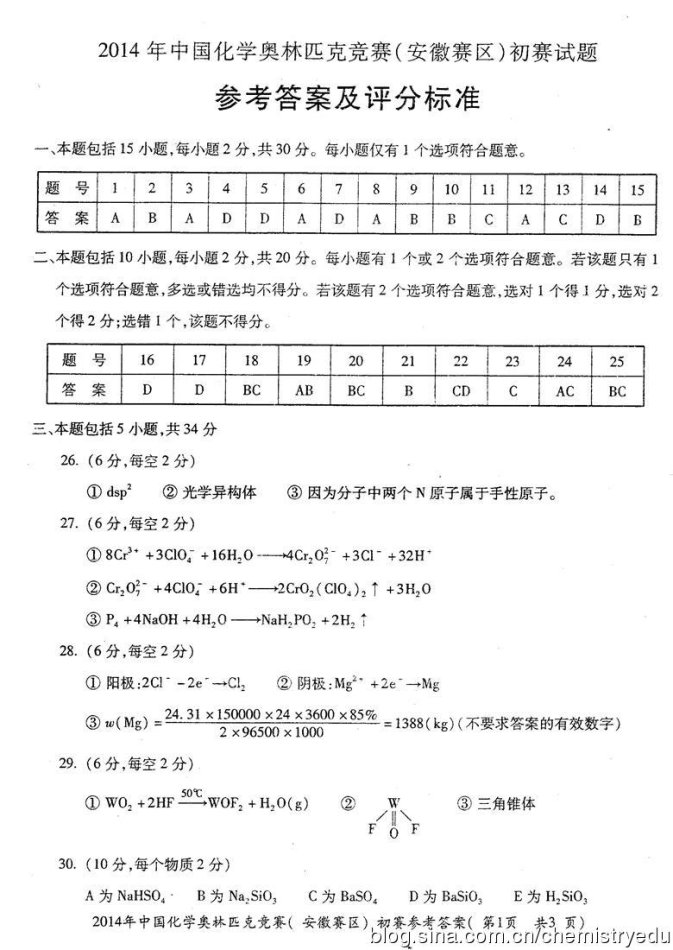 2014年中国化学奥林匹克竞赛(安徽赛区)初赛试题
参考答案及评分标准
一、本题包括15小题,每小题2分,共30分。每小题仅有1个选项符合题意。
题 号 1 2 3 4 5 6 7 8 9 10 11 12 13 14 15
答 案 A B A D D A D A B B C A C D B
二、本题包括10小题,每小题2分,共20分。每小题有1个或2个选项符合题意。若该题只有1
个选项符合题意,多选或错选均不得分。若该题有2个选项符合题意,选对1个得1分,选对2
个得2分;选错1个,该题不得分。
题 号 16 17 18 19 20 21 22 23 24 25
答 案 D D BC AB BC B CD C AC BC
三、本题包括5小题,共34分
26. (6分,每空2分)
① dsp² ② 光学异构体 ③ 因为分子中两个N原子属于手性原子。
27. (6分,每空2分)
① 8Cr³⁺ +3ClO₄⁻ +16H₂O ⟶4Cr₂O₇²⁻ +3Cl⁻ +32H⁺
② Cr₂O₇²⁻ +4ClO₄⁻ +6H⁺ ⟶2CrO₂(ClO₄)₂↑ +3H₂O
③ P₄ +4NaOH +4H₂O ⟶NaH₂PO₂ +2H₂↑
28. (6分,每空2分)
① 阳极:2Cl⁻ -2e⁻→Cl₂ ② 阴极:Mg²⁺ +2e⁻→Mg
③ w(Mg) = 24.31×150000×24×3600×85% / 2×96500×1000 =1388(kg)(不要求答案的有效数字)
29. (6分,每空2分)
① WO₂ +2HF 50℃⟶WOF₂ +H₂O(g) ② W ③ 三角锥体
F O F
30. (10分,每个物质2分)
A为NaHSO₄ B为Na₂SiO₃ C为BaSO₄ D为BaSiO₃ E为H₂SiO₃
2014年中国化学奥林匹克竞赛( 安徽赛区) 初赛参考答案( 第1页 共3页)
blog.sina.com.cn/chemistryedu